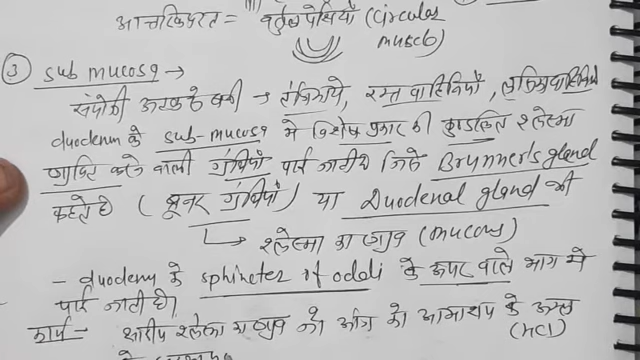 आन्तरिक परत = वर्तुल पेशियाँ (Circular
muscle)
③ sub mucosa →
संयोजी ऊतक से बनी → तंत्रिकायें, रक्त वाहिनियाँ, लसिका वाहिनियाँ
duodenum के sub-mucosa में विशेष प्रकार की कुण्डलित श्लेष्मा
स्रावित करने वाली ग्रंथियाँ पाई जाती है जिसे Brunner's gland
कहते है (ब्रूनर ग्रंथियाँ) या Duodenal gland भी
↳ श्लेष्मा का स्राव (mucous)
- duodenum के sphincter of oddi के ऊपर वाले भाग में
पाई जाती है।
कार्य - क्षारीय श्लेष्मा का स्राव जो आंत्र को आमाशय के अम्ल
(HCl)